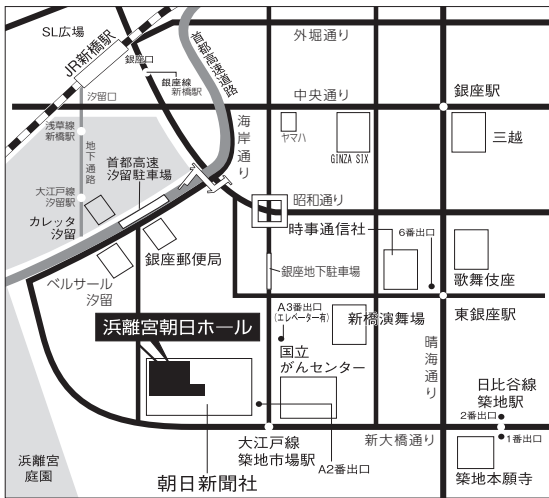 SL広場
JR新橋駅
銀座口
銀座線
新橋駅
首都高速道路
外堀通り
汐留口
中央通り
銀座駅
浅草線
新橋駅
地下通路
海岸通り
ヤマハ
GINZA SIX
三越
首都高速
汐留駐車場
大江戸線
汐留駅
カレッタ
汐留
昭和通り
時事通信社
6番出口
銀座郵便局
銀座地下駐車場
歌舞伎座
ベルサール
汐留
A3番出口
(エレベーター有)
新橋演舞場
東銀座駅
浜離宮朝日ホール
国立
がんセンター
晴海通り
日比谷線
築地駅
2番出口
大江戸線
築地市場駅
新大橋通り
1番出口
A2番出口
浜離宮
庭園
朝日新聞社
築地本願寺